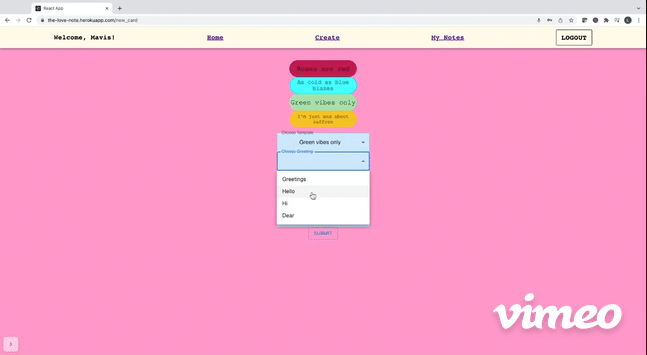 React App
the-love-note.herokuapp.com/new_card
Welcome, Mavis!
Home
Create
My Notes
LOGOUT
Roses are red
As cold as blue
blazes
Green vibes only
I'm just mad about
saffron
Choose Template
Green vibes only
Choose Greeting
Greetings
Hello
Hi
Dear
SUBMIT
vimeo